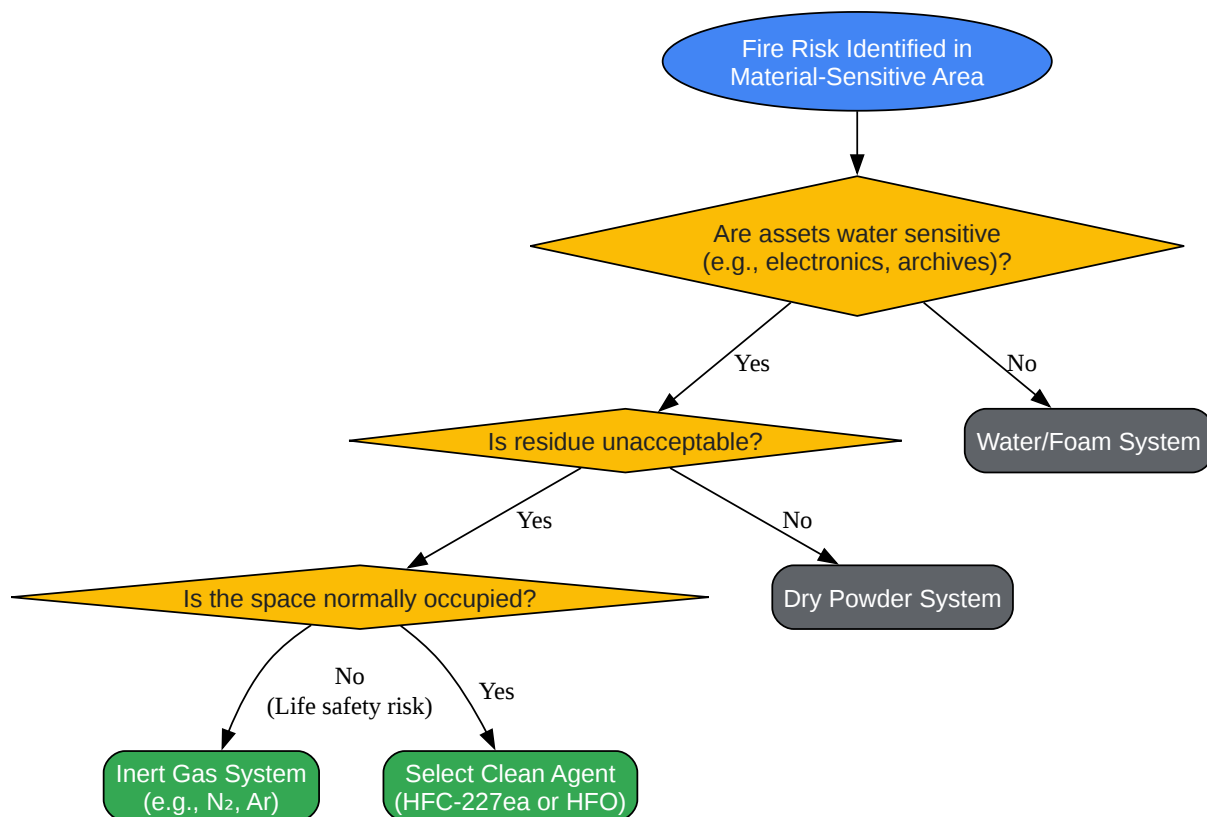 Fire Risk Identified in
Material-Sensitive Area
Are assets water sensitive
(e.g., electronics, archives)?
Yes
No
Is residue unacceptable?
Water/Foam System
Yes
No
Is the space normally occupied?
Dry Powder System
No
(Life safety risk)
Yes
Inert Gas System
(e.g., N₂, Ar)
Select Clean Agent
(HFC-227ea or HFO)